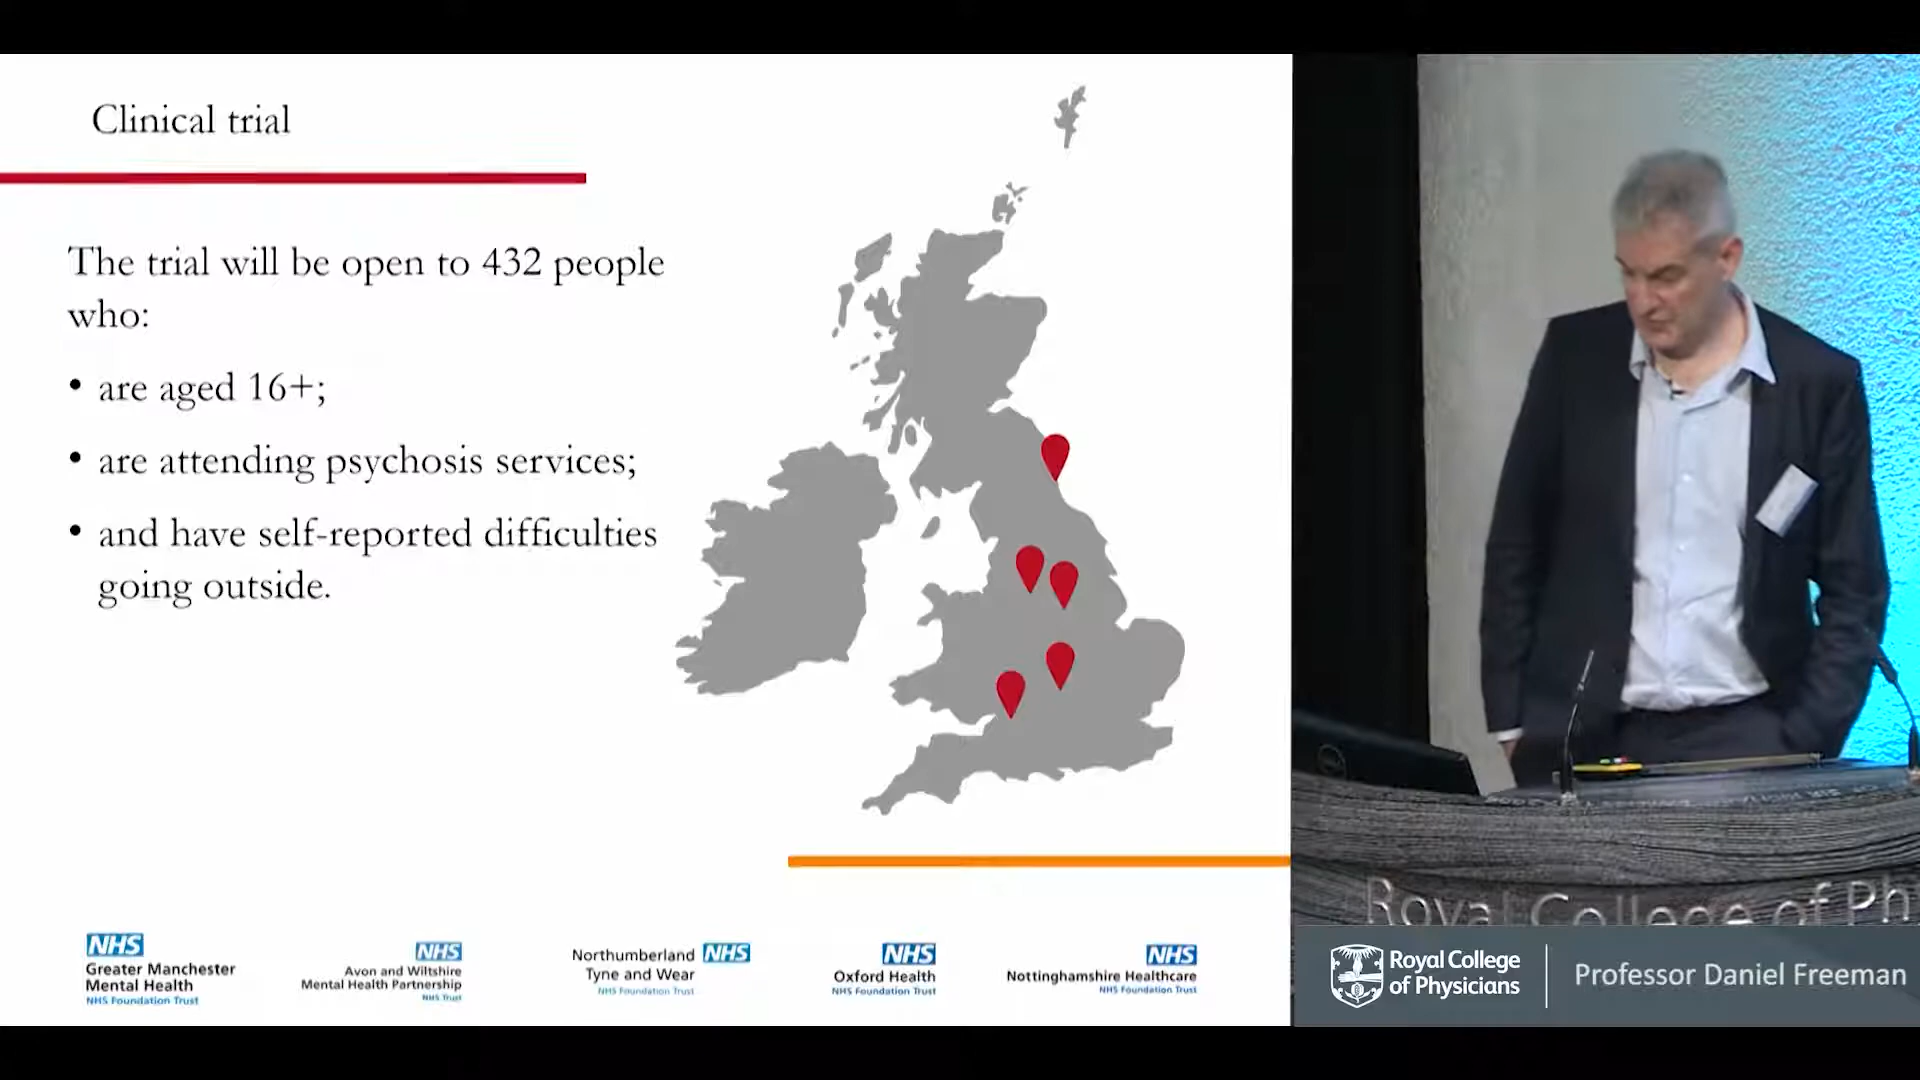 Clinical trial
The trial will be open to 432 people
who:
• are aged 16+;
• are attending psychosis services;
• and have self-reported difficulties
going outside.
NHS
Greater Manchester
Mental Health
NHS Foundation Trust
NHS
Avon and Wiltshire
Mental Health Partnership
NHS Trust
Northumberland NHS
Tyne and Wear
NHS Foundation Trust
NHS
Oxford Health
NHS Foundation Trust
NHS
Nottinghamshire Healthcare
NHS Foundation Trust
Royal College of Ph
Royal College
of Physicians
Professor Daniel Freeman